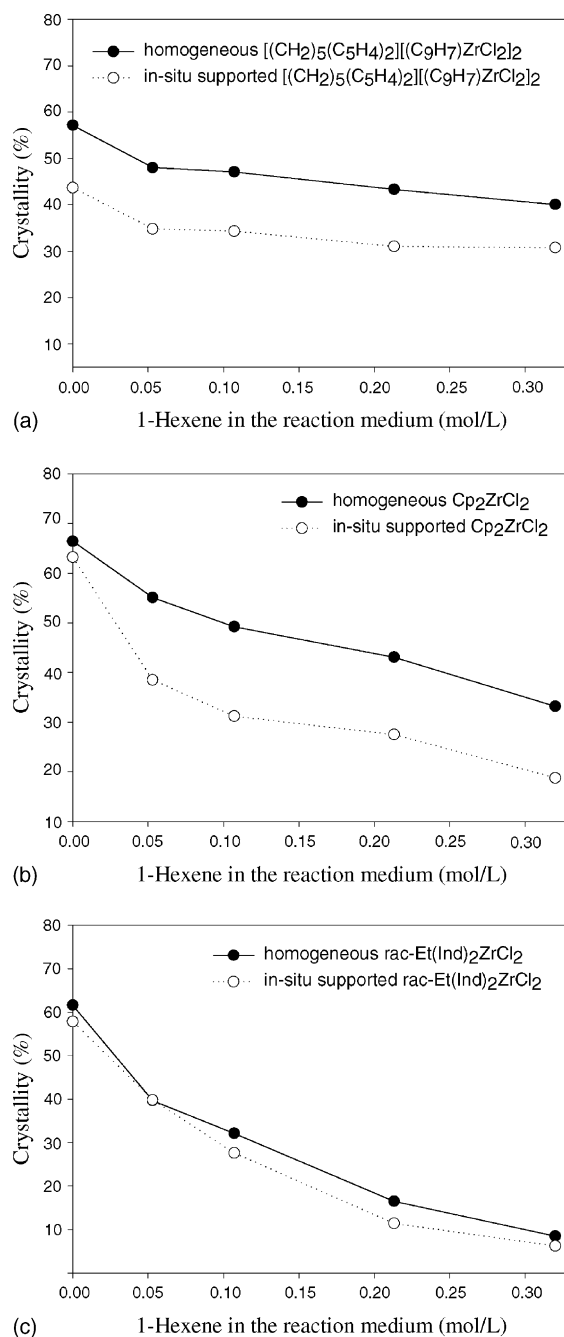 80
70
60
50
40
30
20
10
Crystallity (%)
homogeneous [(CH2)5(C5H4)2][(C9H7)ZrCl2]2
in-situ supported [(CH2)5(C5H4)2][(C9H7)ZrCl2]2
0.00 0.05 0.10 0.15 0.20 0.25 0.30
(a) 1-Hexene in the reaction medium (mol/L)
80
70
60
50
40
30
20
10
Crystallity (%)
homogeneous Cp2ZrCl2
in-situ supported Cp2ZrCl2
0.00 0.05 0.10 0.15 0.20 0.25 0.30
(b) 1-Hexene in the reaction medium (mol/L)
80
70
60
50
40
30
20
10
Crystallity (%)
homogeneous rac-Et(Ind)2ZrCl2
in-situ supported rac-Et(Ind)2ZrCl2
0.00 0.05 0.10 0.15 0.20 0.25 0.30
(c) 1-Hexene in the reaction medium (mol/L)